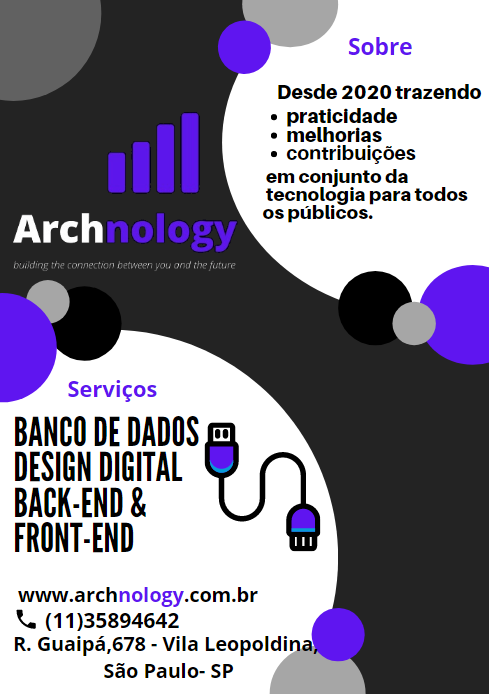 Sobre
Desde 2020 trazendo
• praticidade
• melhorias
• contribuições
em conjunto da
tecnologia para todos
os públicos.
Archnology
building the connection between you and the future
Serviços
BANCO DE DADOS
DESIGN DIGITAL
BACK-END &
FRONT-END
www.archnology.com.br
(11)35894642
R. Guaipá,678 - Vila Leopoldina,
São Paulo- SP